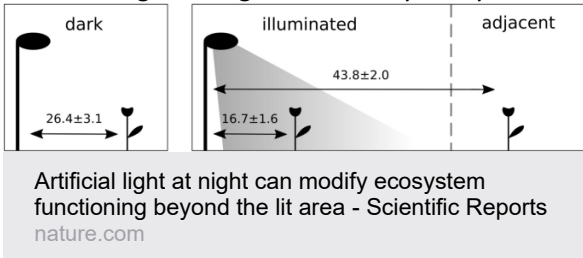 dark
illuminated
adjacent
43.8±2.0
26.4±3.1
16.7±1.6
Artificial light at night can modify ecosystem
functioning beyond the lit area - Scientific Reports
nature.com